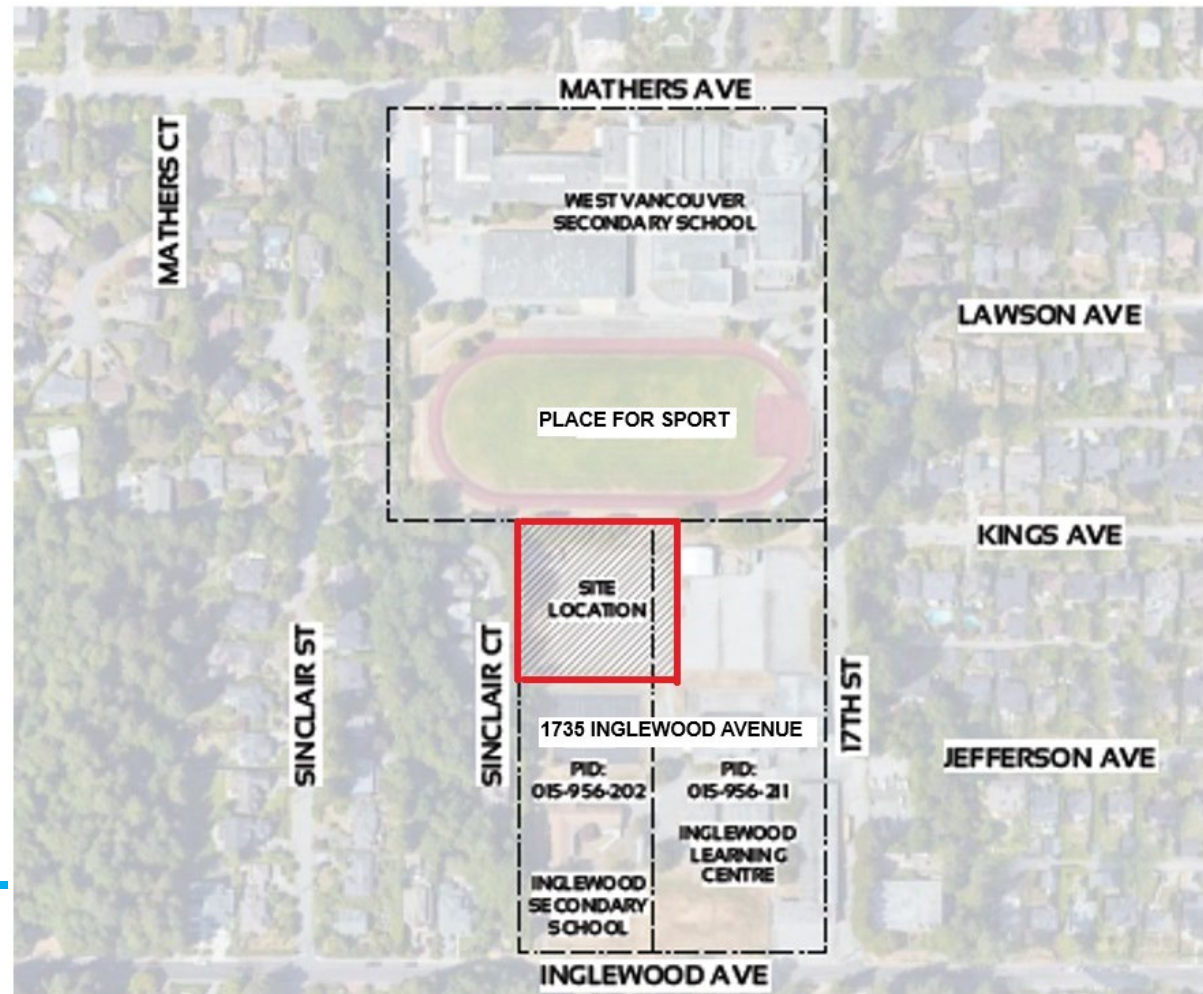 MATHERS AVE
MATHERS CT
WEST VANCOUVER
SECONDARY SCHOOL
LAWSON AVE
PLACE FOR SPORT
KINGS AVE
SITE
LOCATION
SINCLAIR ST
SINCLAIR CT
17TH ST
1735 INGLEWOOD AVENUE
JEFFERSON AVE
PID:
015-956-202
PID:
015-956-211
INGLEWOOD
LEARNING
CENTRE
INGLEWOOD
SECONDARY
SCHOOL
INGLEWOOD AVE